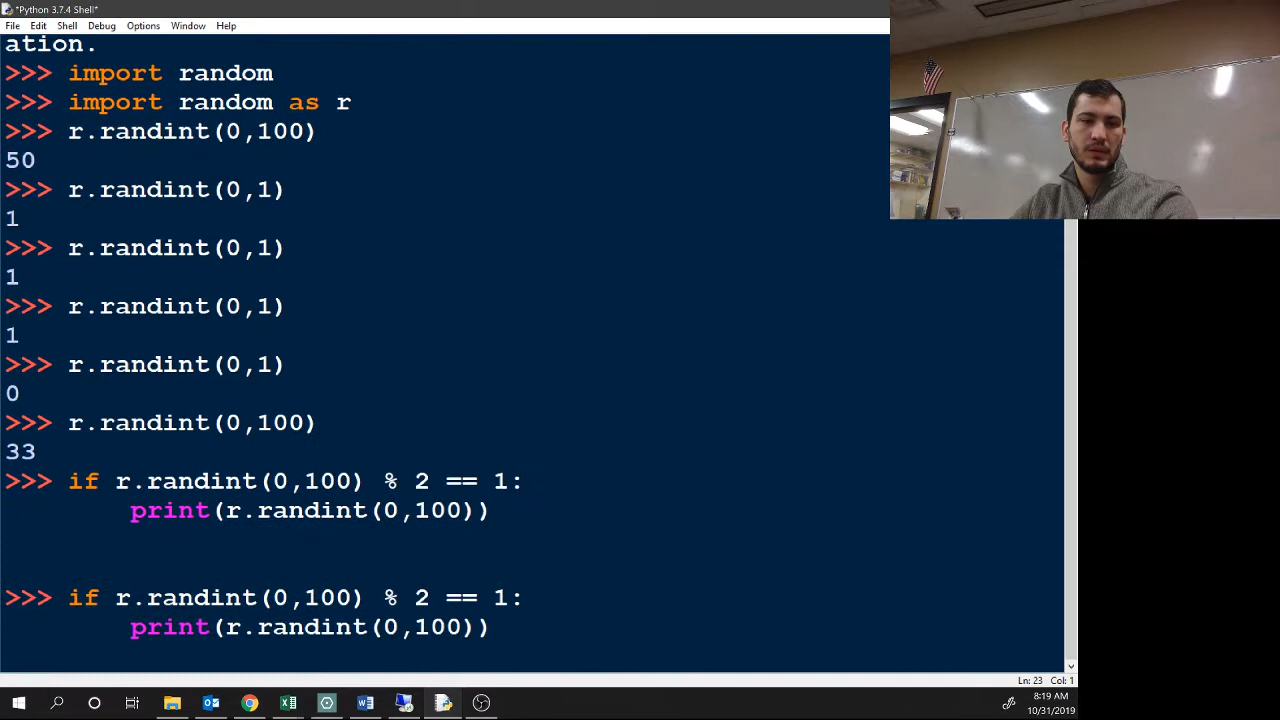 *Python 3.7.4 Shell*
File Edit Shell Debug Options Window Help
ation.
>>> import random
>>> import random as r
>>> r.randint(0,100)
50
>>> r.randint(0,1)
1
>>> r.randint(0,1)
1
>>> r.randint(0,1)
1
>>> r.randint(0,1)
0
>>> r.randint(0,100)
33
>>> if r.randint(0,100) % 2 == 1:
print(r.randint(0,100))
>>> if r.randint(0,100) % 2 == 1:
print(r.randint(0,100))
Ln: 23 Col: 1
8:19 AM
10/31/2019